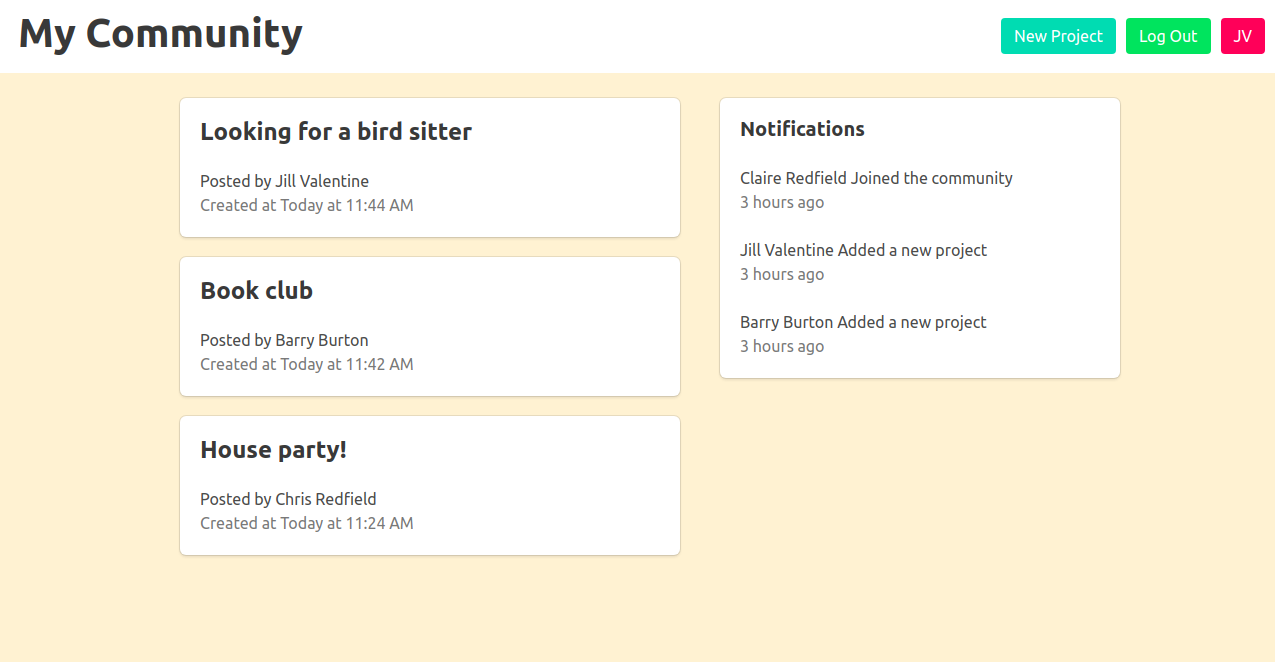 My Community
New Project
Log Out
JV
Looking for a bird sitter
Posted by Jill Valentine
Created at Today at 11:44 AM
Book club
Posted by Barry Burton
Created at Today at 11:42 AM
House party!
Posted by Chris Redfield
Created at Today at 11:24 AM
Notifications
Claire Redfield Joined the community
3 hours ago
Jill Valentine Added a new project
3 hours ago
Barry Burton Added a new project
3 hours ago